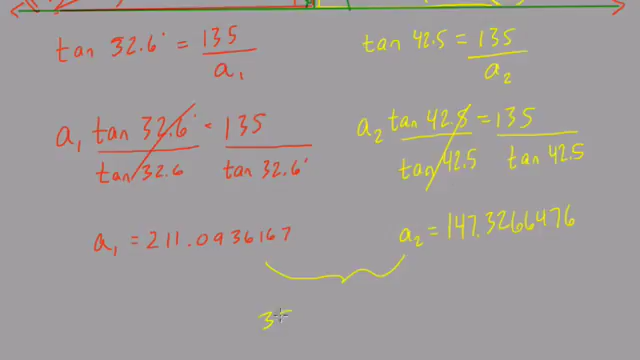 tan 32.6° = 135 / a₁
tan 42.5 = 135 / a₂
a₁ tan 32.6° = 135
tan 32.6 tan 32.6°
a₂ tan 42.5 = 135
tan 42.5 tan 42.5
a₁ = 211.0936167
a₂ = 147.3266476
35